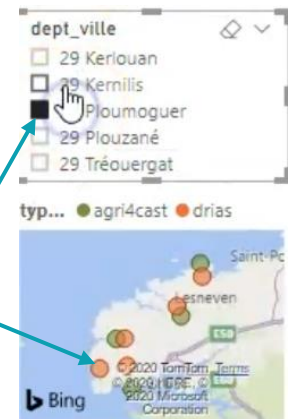 dept_ville
29 Kerlouan
29 Kernilis
Ploumoguer
29 Plouzané
29 Tréouergat
typ... agri4cast drias
Saint-Po
Lesneven
E50
© 2020 TomTom Terms
© 2020 HERE, ©
2020 Microsoft
Corporation
Bing